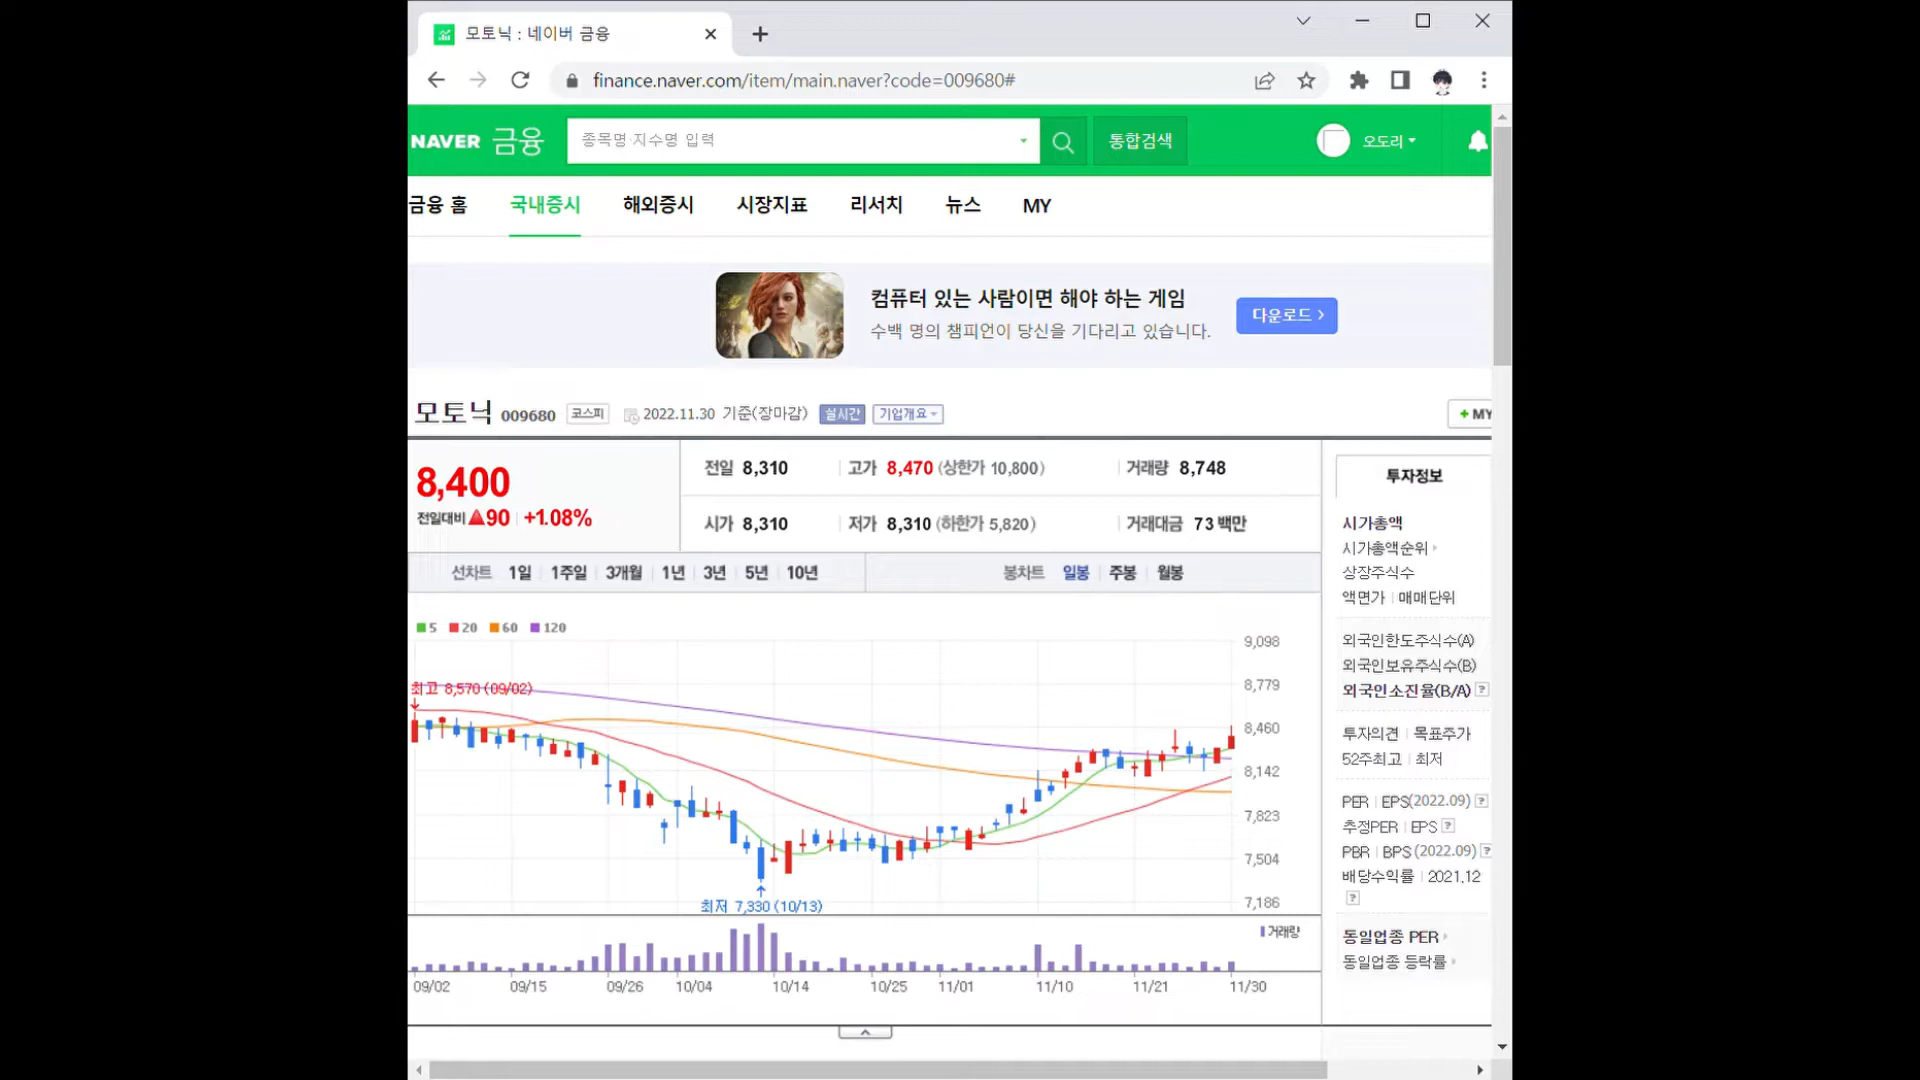 모토닉 : 네이버 금융
finance.naver.com/item/main.naver?code=009680#
NAVER 금융
종목명·지수명 입력
통합검색
오도리
금융 홈 국내증시 해외증시 시장지표 리서치 뉴스 MY
컴퓨터 있는 사람이면 해야 하는 게임
수백 명의 챔피언이 당신을 기다리고 있습니다.
다운로드 >
모토닉 009680 코스피 2022.11.30 기준(장마감) 실시간 기업개요
+ MY
8,400
전일대비 ▲90 +1.08%
전일 8,310 고가 8,470 (상한가 10,800) 거래량 8,748
시가 8,310 저가 8,310 (하한가 5,820) 거래대금 73 백만
선차트 1일 1주일 3개월 1년 3년 5년 10년 봉차트 일봉 주봉 월봉
5 20 60 120
최고 8,570 (09/02)
9,098
8,779
8,460
8,142
7,823
7,504
7,186
최저 7,330 (10/13)
거래량
09/02 09/15 09/26 10/04 10/14 10/25 11/01 11/10 11/21 11/30
투자정보
시가총액
시가총액순위
상장주식수
액면가 | 매매단위
외국인한도주식수(A)
외국인보유주식수(B)
외국인소진율(B/A) ?
투자의견 | 목표주가
52주최고 | 최저
PER | EPS(2022.09) ?
추정PER | EPS ?
PBR | BPS (2022.09) ?
배당수익률 | 2021.12
?
동일업종 PER
동일업종 등락률